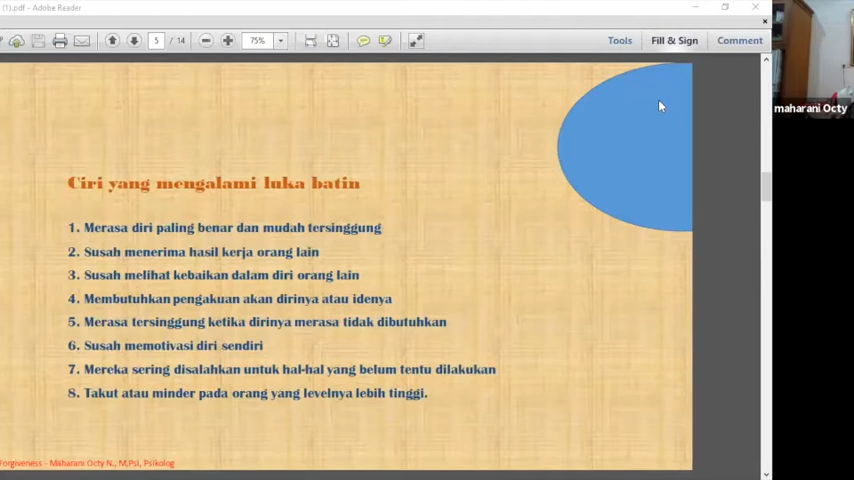 (1).pdf - Adobe Reader
5 / 14
75%
Tools
Fill & Sign
Comment
maharani Octy
Ciri yang mengalami luka batin
1. Merasa diri paling benar dan mudah tersinggung
2. Susah menerima hasil kerja orang lain
3. Susah melihat kebaikan dalam diri orang lain
4. Membutuhkan pengakuan akan dirinya atau idenya
5. Merasa tersinggung ketika dirinya merasa tidak dibutuhkan
6. Susah memotivasi diri sendiri
7. Mereka sering disalahkan untuk hal-hal yang belum tentu dilakukan
8. Takut atau minder pada orang yang levelnya lebih tinggi.
Forgiveness - Maharani Octy N., M,Psi, Psikolog